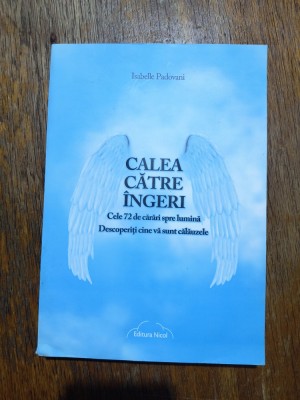 Isabelle Padovani
CALEA
CĂTRE
ÎNGERI
Cele 72 de cărări spre lumină
Descoperiți cine vă sunt călăuzele
Editura Nicol